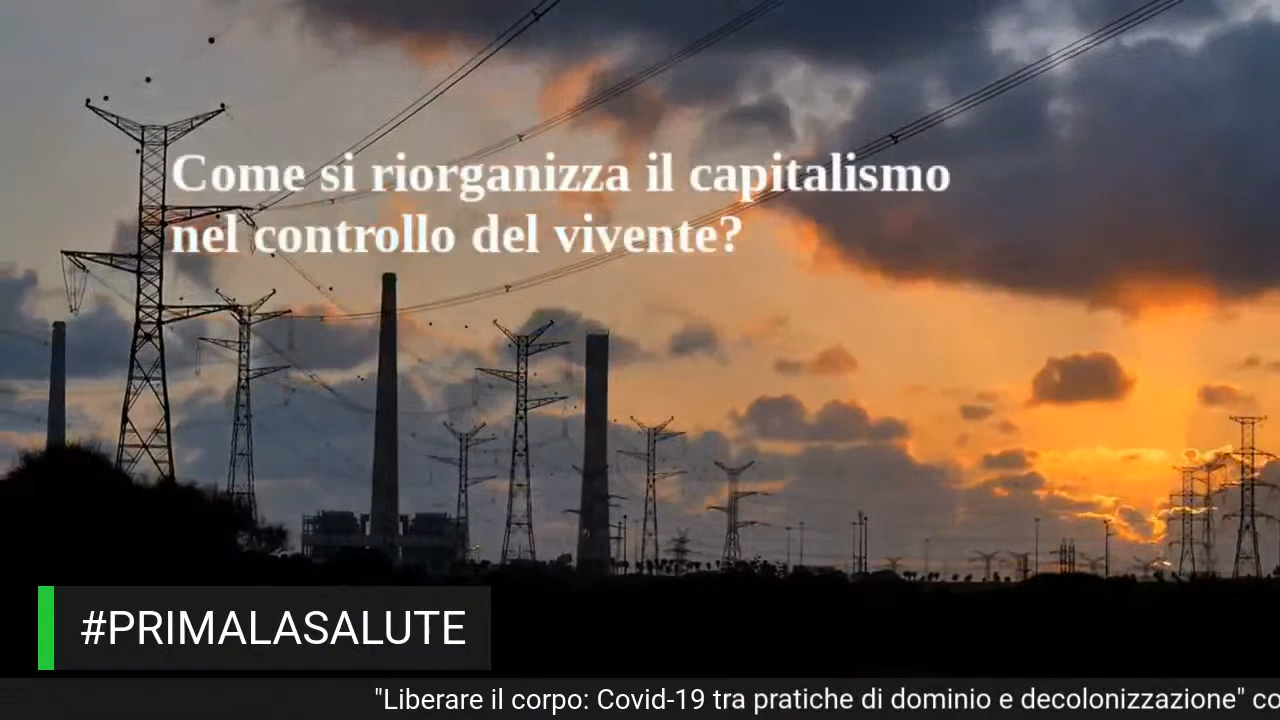 Come si riorganizza il capitalismo
nel controllo del vivente?
#PRIMALASALUTE
"Liberare il corpo: Covid-19 tra pratiche di dominio e decolonizzazione"